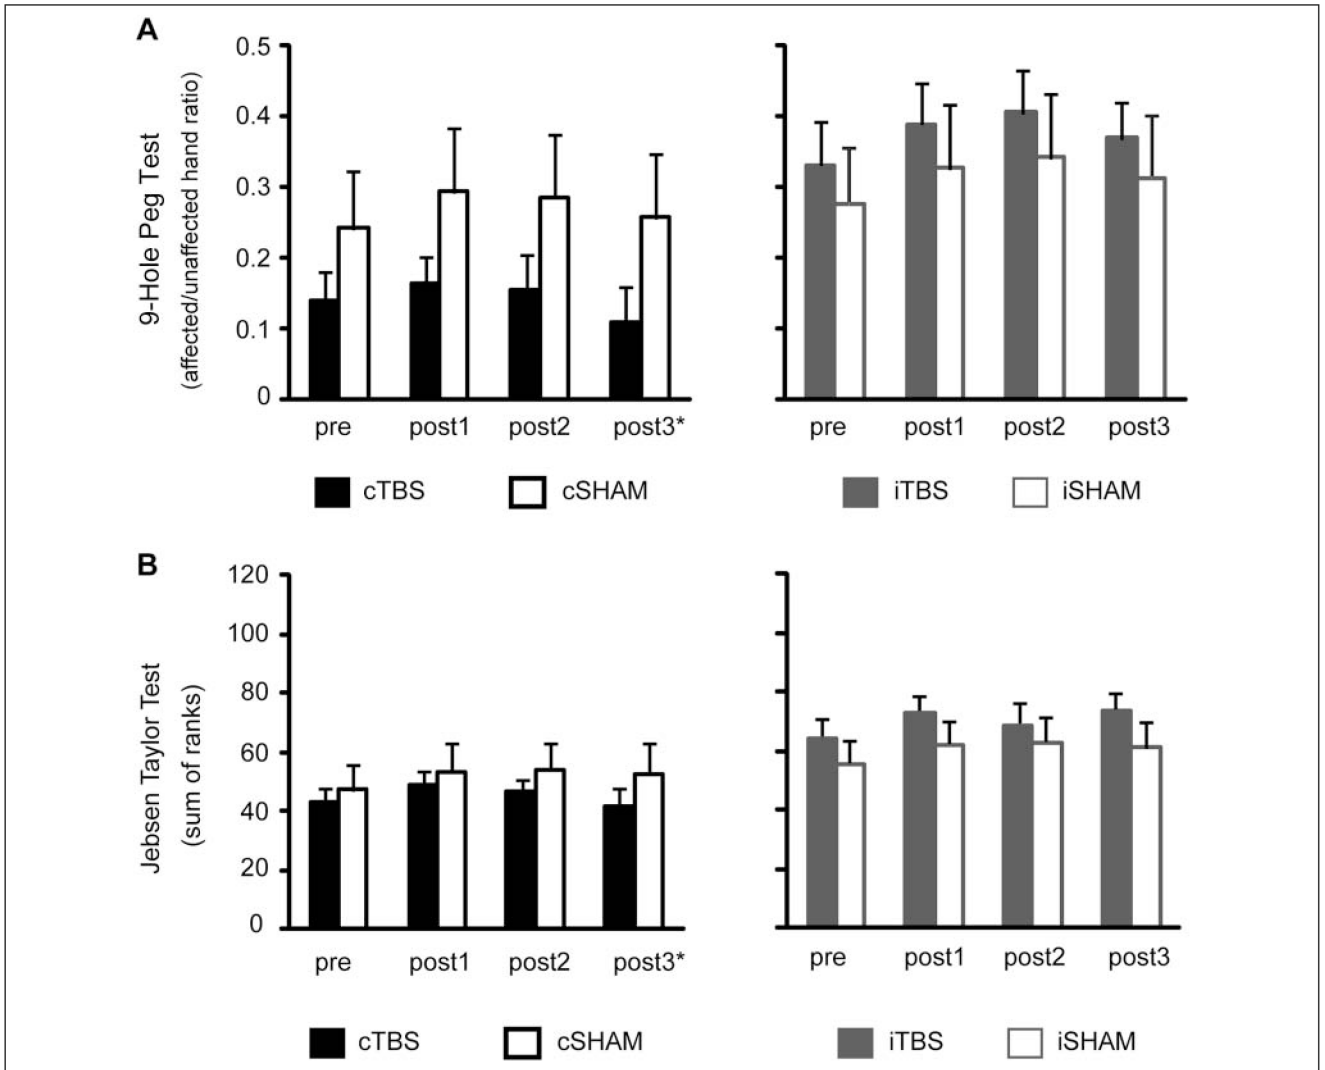 A
9-Hole Peg Test
(affected/unaffected hand ratio)
0.5
0.4
0.3
0.2
0.1
0
pre post1 post2 post3*
pre post1 post2 post3
cTBS cSHAM
iTBS iSHAM
B
Jebsen Taylor Test
(sum of ranks)
120
100
80
60
40
20
0
pre post1 post2 post3*
pre post1 post2 post3
cTBS cSHAM
iTBS iSHAM